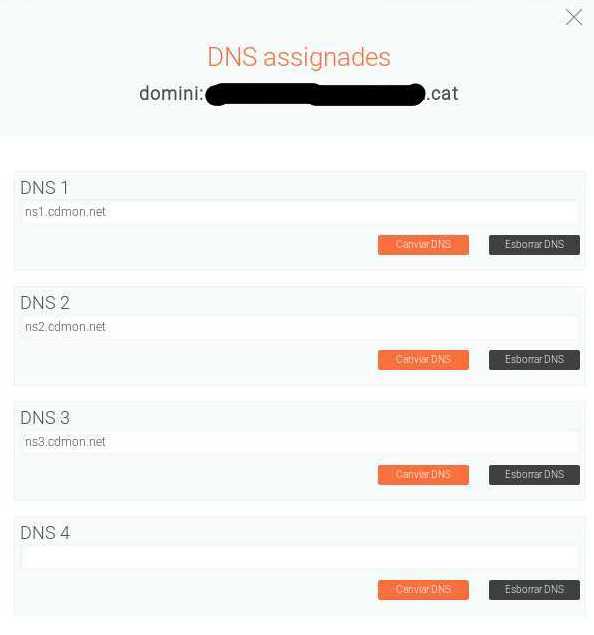 DNS assignades
domini: .cat
DNS 1
ns1.cdmon.net
Canviar DNS Esborrar DNS
DNS 2
ns2.cdmon.net
Canviar DNS Esborrar DNS
DNS 3
ns3.cdmon.net
Canviar DNS Esborrar DNS
DNS 4
Canviar DNS Esborrar DNS